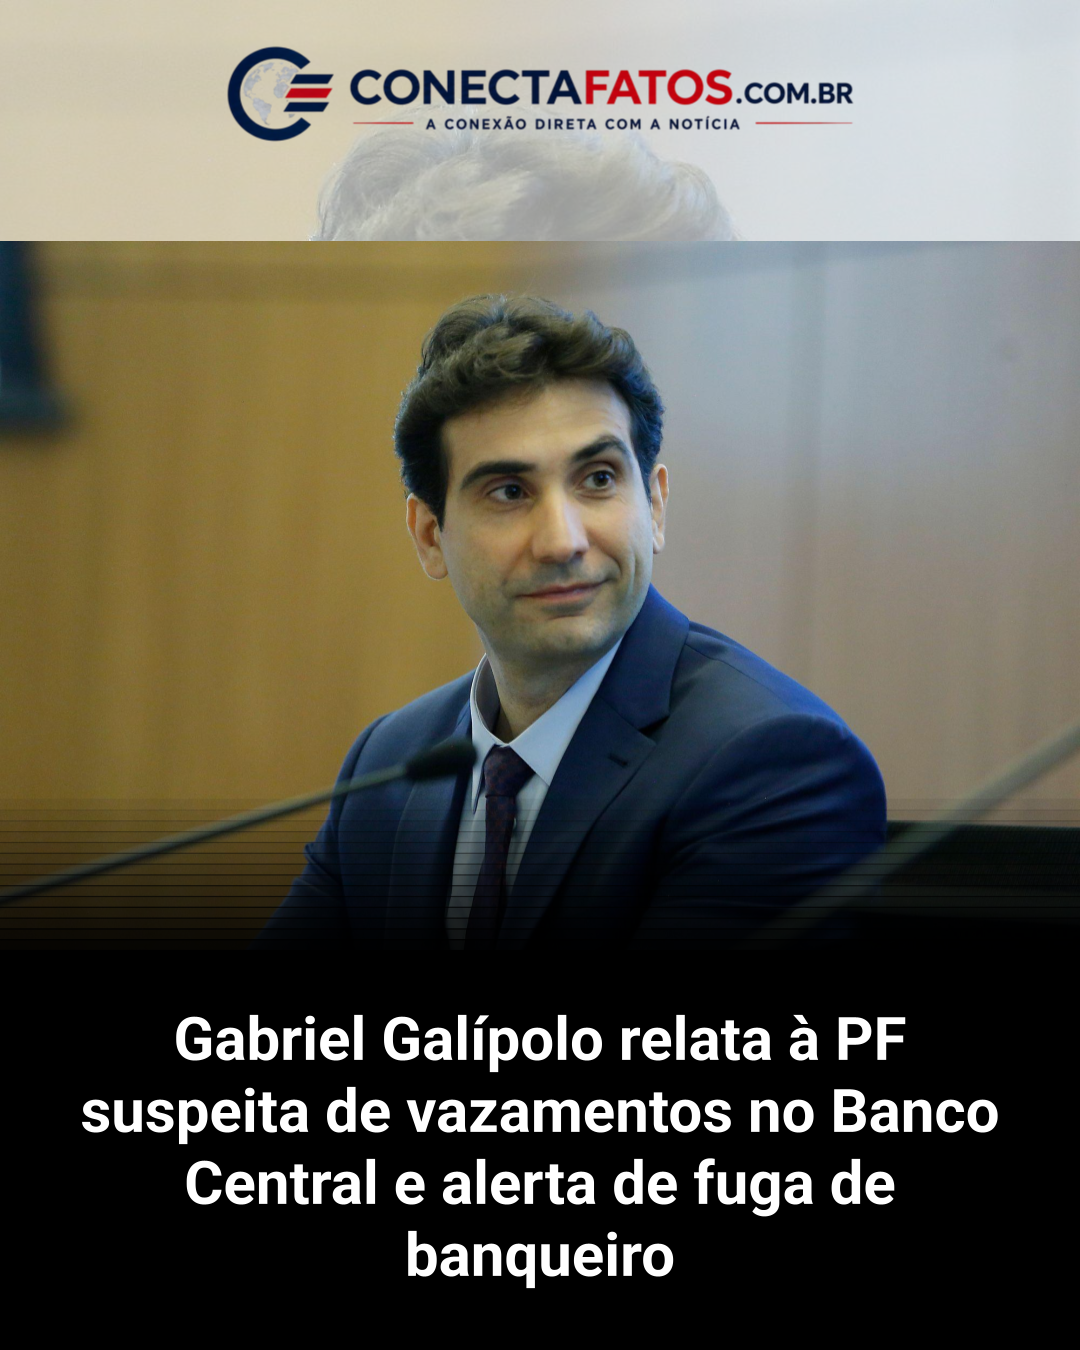 CONECTAFATOS.COM.BR
A CONEXÃO DIRETA COM A NOTÍCIA
Gabriel Galípolo relata à PF
suspeita de vazamentos no Banco
Central e alerta de fuga de
banqueiro